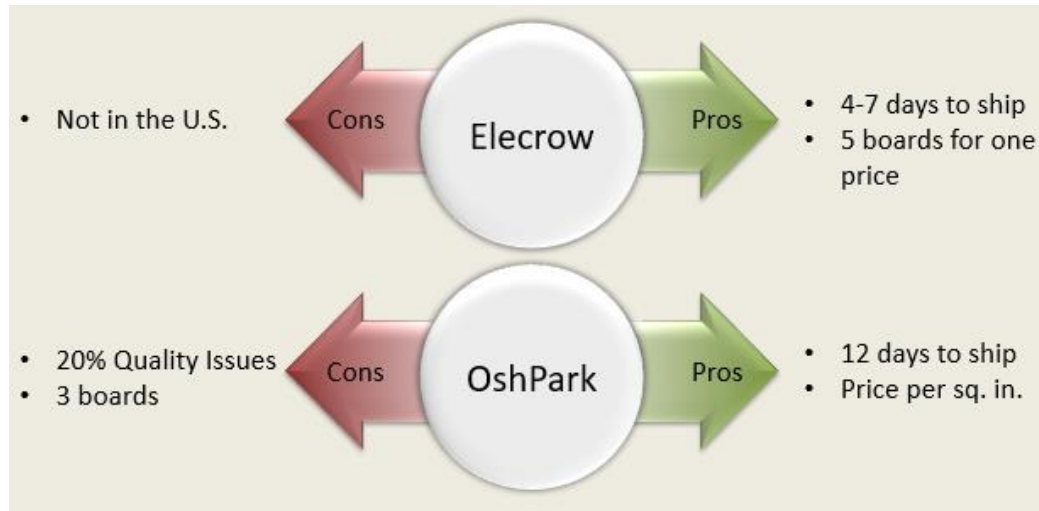 • Not in the U.S.
Cons
Elecrow
Pros
• 4-7 days to ship
• 5 boards for one
price
• 20% Quality Issues
• 3 boards
Cons
OshPark
Pros
• 12 days to ship
• Price per sq. in.